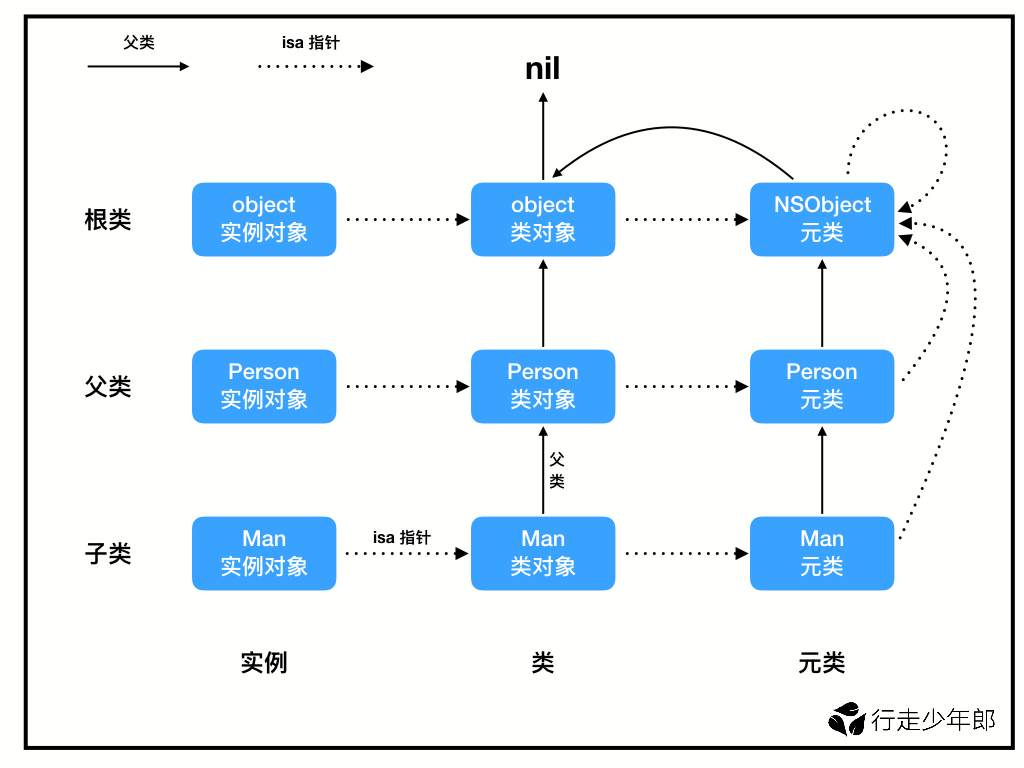 父类
isa 指针
nil
根类
object
实例对象
object
类对象
NSObject
元类
父类
Person
实例对象
Person
类对象
Person
元类
父
类
子类
Man
实例对象
isa 指针
Man
类对象
Man
元类
实例
类
元类
行走少年郎